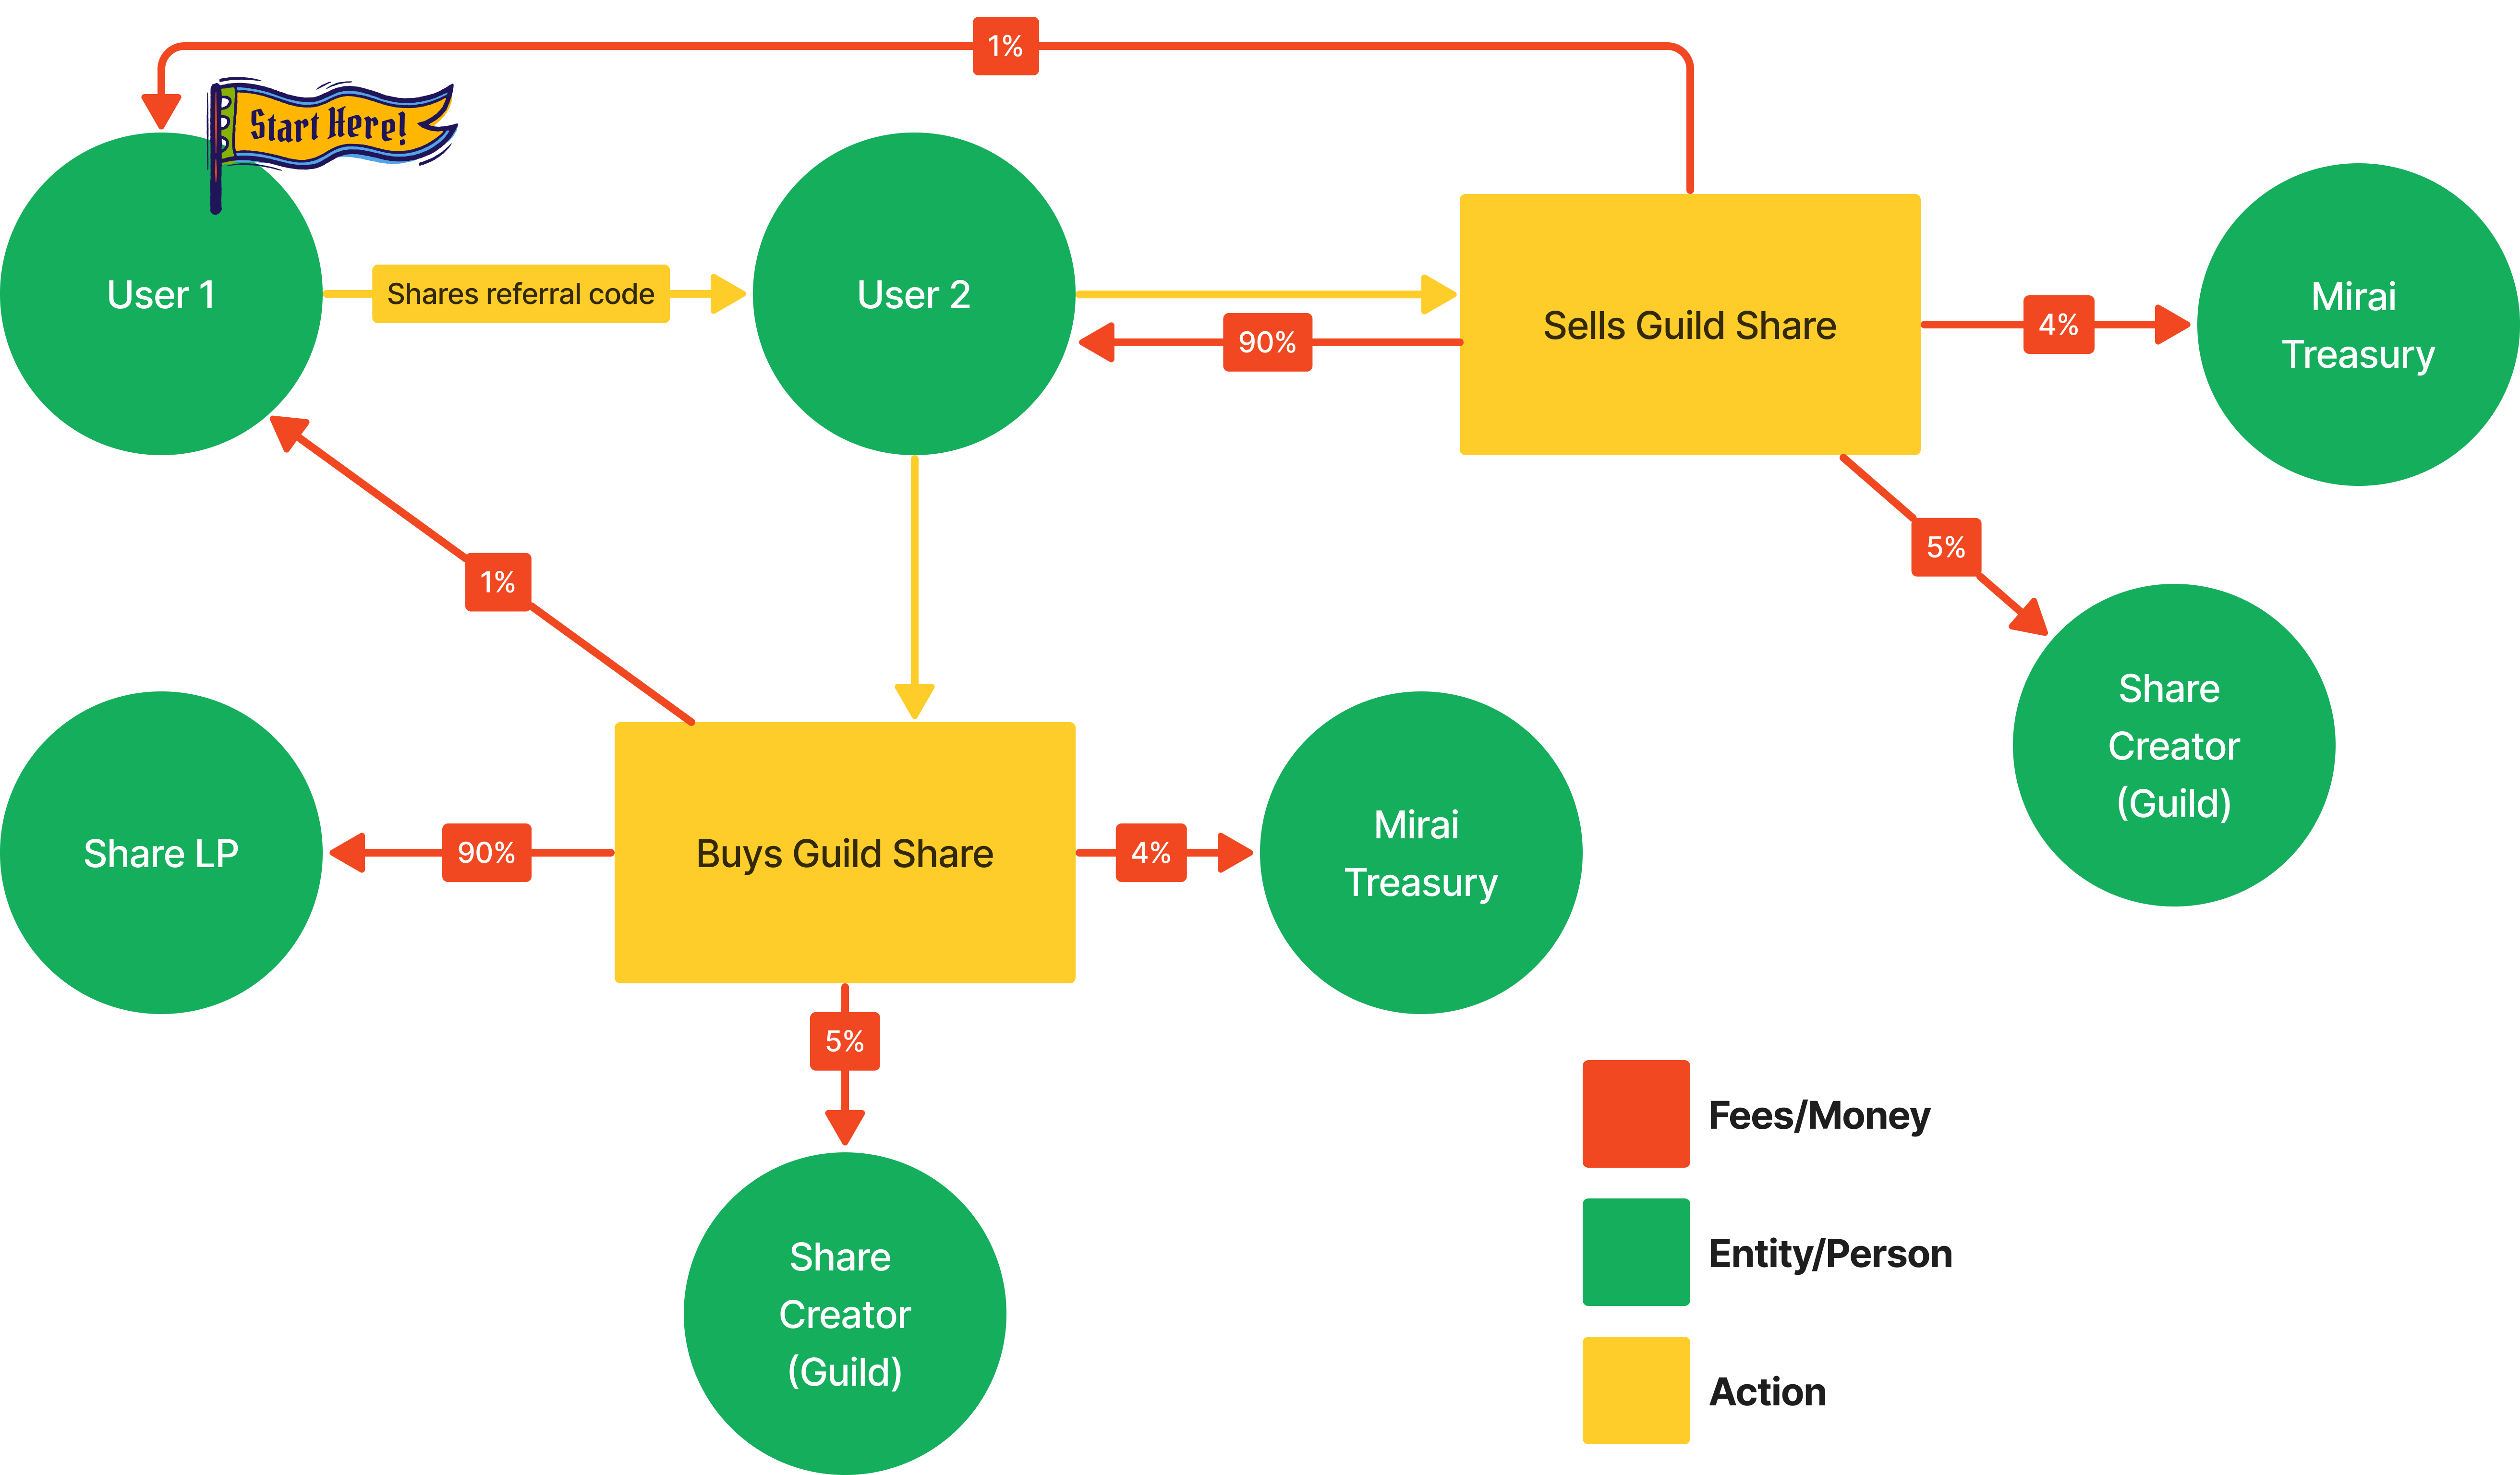 1%
Start Here!
User 1
Shares referral code
User 2
90%
Sells Guild Share
4%
Mirai
Treasury
5%
Share
Creator
(Guild)
1%
Share LP
90%
Buys Guild Share
4%
Mirai
Treasury
5%
Share
Creator
(Guild)
Fees/Money
Entity/Person
Action